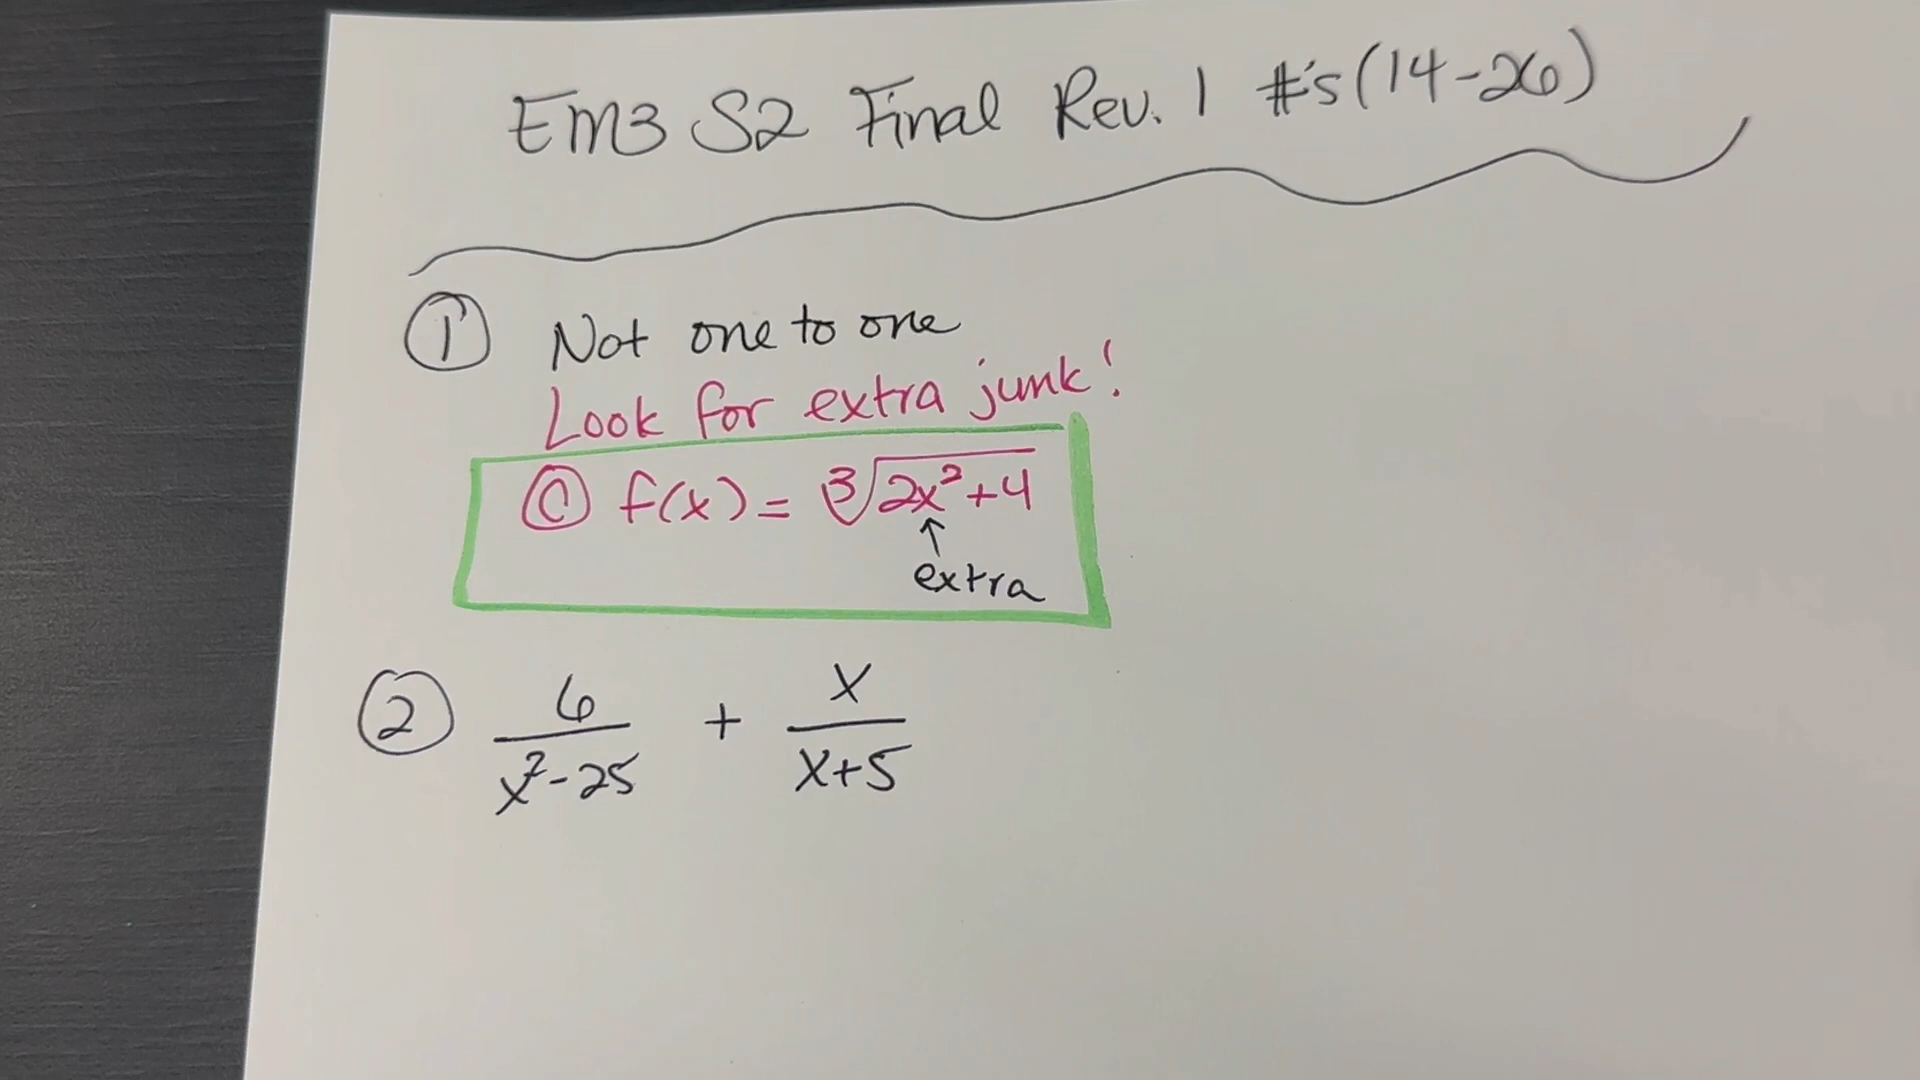 EM3 S2 Final Rev. 1 #'s (14-26)
① Not one to one
Look for extra junk!
Ⓒ f(x) = ∛(2x²+4)
↑
extra
② 6/(x²-25) + x/(x+5)